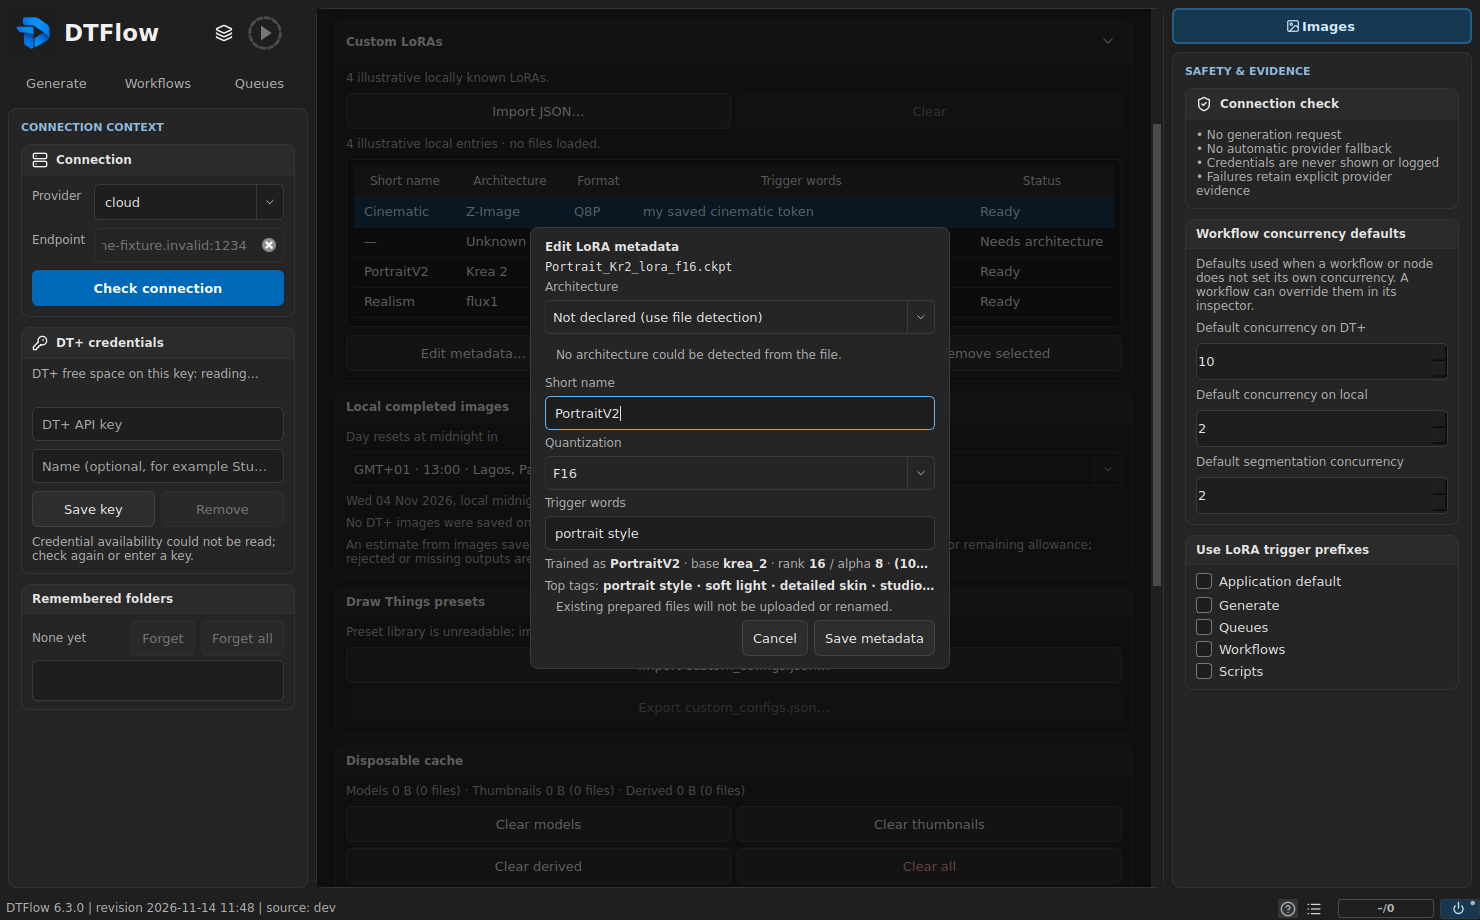 DTFlow
Generate
Workflows
Queues
CONNECTION CONTEXT
Connection
Provider
cloud
Endpoint
ne-fixture.invalid:1234
Check connection
DT+ credentials
DT+ free space on this key: reading...
DT+ API key
Name (optional, for example Stu...
Save key
Remove
Credential availability could not be read;
check again or enter a key.
Remembered folders
None yet
Forget
Forget all
Custom LoRAs
4 illustrative locally known LoRAs.
Import JSON...
Clear
4 illustrative local entries · no files loaded.
Short name Architecture Format Trigger words Status
Cinematic Z-Image Q8P my saved cinematic token Ready
— Unknown Needs architecture
PortraitV2 Krea 2 Ready
Realism flux1 Ready
Edit metadata...
emove selected
Local completed images
Day resets at midnight in
GMT+01 · 13:00 · Lagos, Pa
Wed 04 Nov 2026, local midnig
No DT+ images were saved on
An estimate from images save
or remaining allowance;
rejected or missing outputs are
Draw Things presets
Preset library is unreadable; im
Import custom_configs.json...
Export custom_configs.json...
Disposable cache
Models 0 B (0 files) · Thumbnails 0 B (0 files) · Derived 0 B (0 files)
Clear models
Clear thumbnails
Clear derived
Clear all
Edit LoRA metadata
Portrait_Kr2_lora_f16.ckpt
Architecture
Not declared (use file detection)
No architecture could be detected from the file.
Short name
PortraitV2
Quantization
F16
Trigger words
portrait style
Trained as PortraitV2 · base krea_2 · rank 16 / alpha 8 · (10...
Top tags: portrait style · soft light · detailed skin · studio...
Existing prepared files will not be uploaded or renamed.
Cancel
Save metadata
Images
SAFETY & EVIDENCE
Connection check
• No generation request
• No automatic provider fallback
• Credentials are never shown or logged
• Failures retain explicit provider
evidence
Workflow concurrency defaults
Defaults used when a workflow or node
does not set its own concurrency. A
workflow can override them in its
inspector.
Default concurrency on DT+
10
Default concurrency on local
2
Default segmentation concurrency
2
Use LoRA trigger prefixes
Application default
Generate
Queues
Workflows
Scripts
DTFlow 6.3.0 | revision 2026-11-14 11:48 | source: dev
–/0